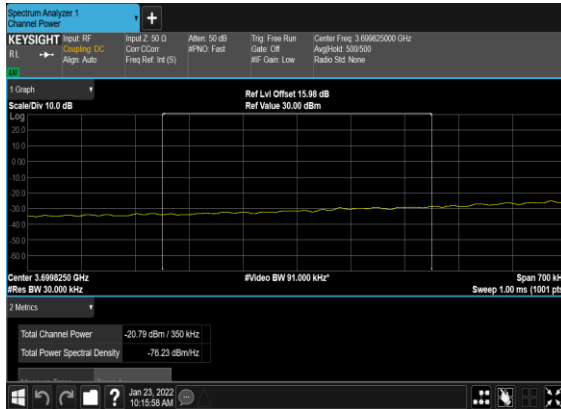 Spectrum Analyzer 1
Channel Power
+
KEYSIGHT Input: RF Input Z: 50 Ω Atten: 50 dB Trig: Free Run Center Freq: 3.699825000 GHz
RL Coupling: DC Corr CCorr #PNO: Fast Gate: Off Avg|Hold: 500/500
Align: Auto Freq Ref: Int (S) #IF Gain: Low Radio Std: None
1 Graph
Ref Lvl Offset 15.98 dB
Scale/Div 10.0 dB Ref Value 30.00 dBm
Log
20.0
10.0
0.00
-10.0
-20.0
-30.0
-40.0
-50.0
-60.0
Center 3.6998250 GHz #Video BW 91.000 kHz* Span 700 kH
#Res BW 30.000 kHz Sweep 1.00 ms (1001 pts
2 Metrics
Total Channel Power -20.79 dBm / 350 kHz
Total Power Spectral Density -76.23 dBm/Hz
?
Jan 23, 2022
10:15:58 AM